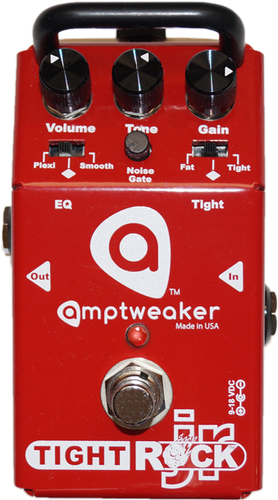 Volume Tone Gain
Plexi Smooth Noise Gate Fat Tight
EQ Tight
Out In
a
TM
amptweaker
Made in USA
9-18 VDC
TIGHT ROCK
jr